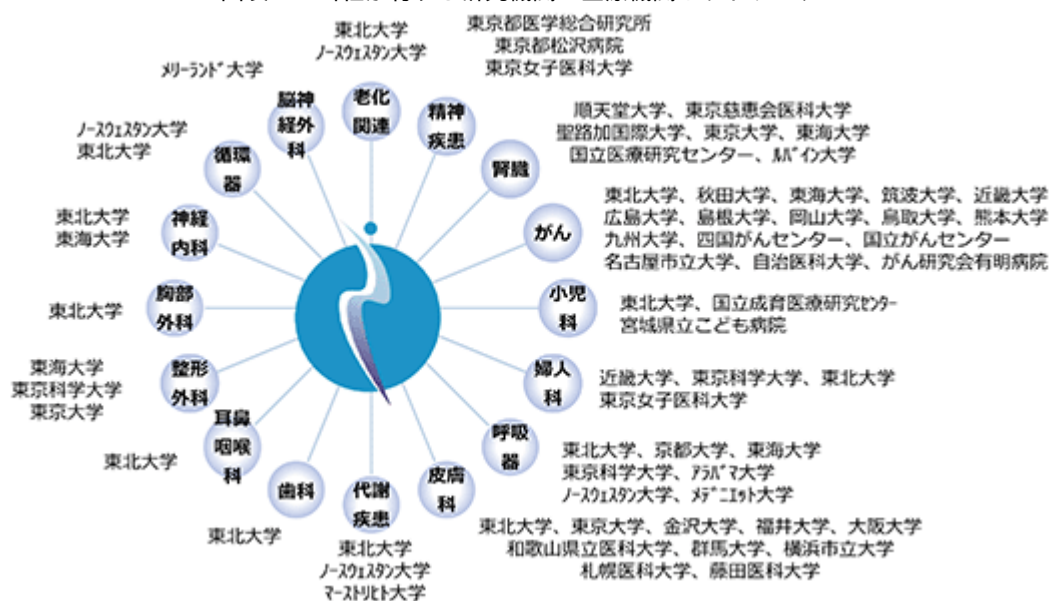 東北大学
ﾉｰｽｳｪｽﾀﾝ大学
老化
関連
東京都医学総合研究所
東京都松沢病院
東京女子医科大学
精神
疾患
順天堂大学、東京慈恵会医科大学
聖路加国際大学、東京大学、東海大学
国立医療研究センター、ﾙﾊﾞｲﾝ大学
腎臓
東北大学、秋田大学、東海大学、筑波大学、近畿大学
広島大学、島根大学、岡山大学、鳥取大学、熊本大学
九州大学、四国がんセンター、国立がんセンター
名古屋市立大学、自治医科大学、がん研究会有明病院
がん
小児
科
東北大学、国立成育医療研究ｾﾝﾀｰ
宮城県立こども病院
婦人
科
近畿大学、東京科学大学、東北大学
東京女子医科大学
呼吸
器
東北大学、京都大学、東海大学
東京科学大学、ｱﾗﾊﾞﾏ大学
ﾉｰｽｳｪｽﾀﾝ大学、ﾒﾃﾞﾆｴｯﾄ大学
皮膚
科
東北大学、東京大学、金沢大学、福井大学、大阪大学
和歌山県立医科大学、群馬大学、横浜市立大学
札幌医科大学、藤田医科大学
代謝
疾患
東北大学
ﾉｰｽｳｪｽﾀﾝ大学
ﾏｰｽﾄﾘﾋﾄ大学
歯科
東北大学
耳鼻
咽喉
科
東北大学
整形
外科
東海大学
東京科学大学
東京大学
胸部
外科
東北大学
神経
内科
東北大学
東海大学
循環
器
ﾉｰｽｳｪｽﾀﾝ大学
東北大学
脳神
経外
科
ﾒﾘｰﾗﾝﾄﾞ大学